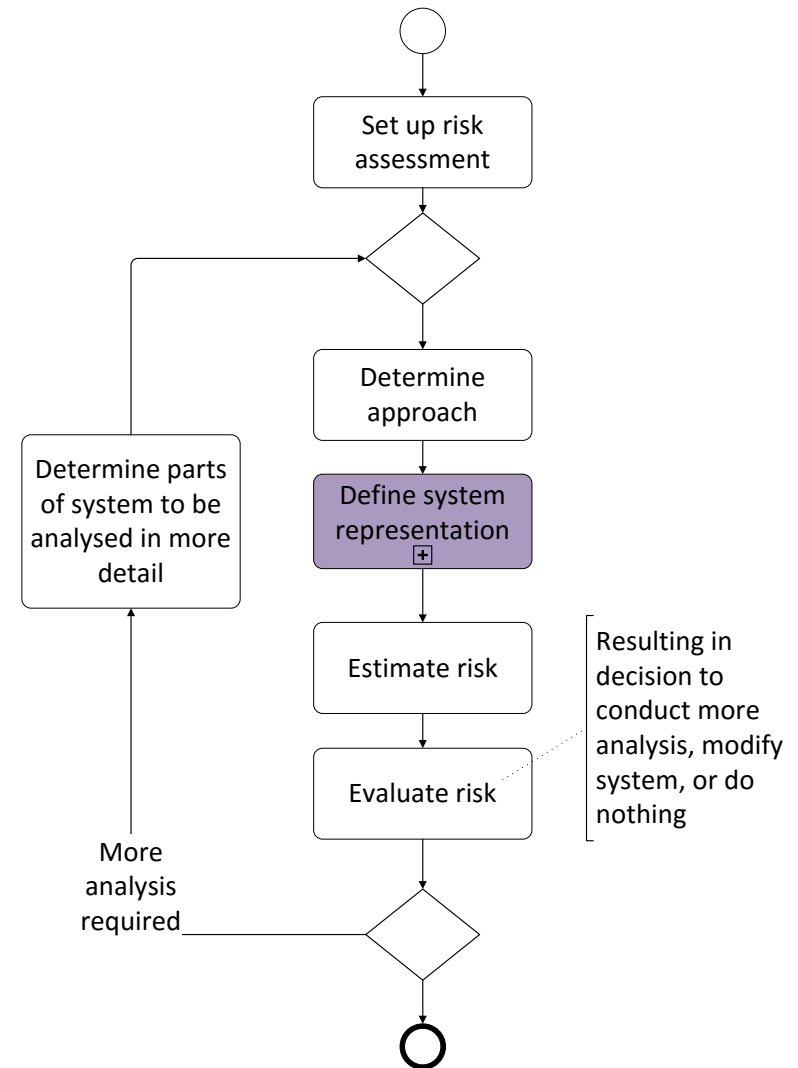 Set up risk
assessment
Determine
approach
Determine parts
of system to be
analysed in more
detail
Define system
representation
Estimate risk
Resulting in
decision to
conduct more
analysis, modify
system, or do
nothing
Evaluate risk
More
analysis
required